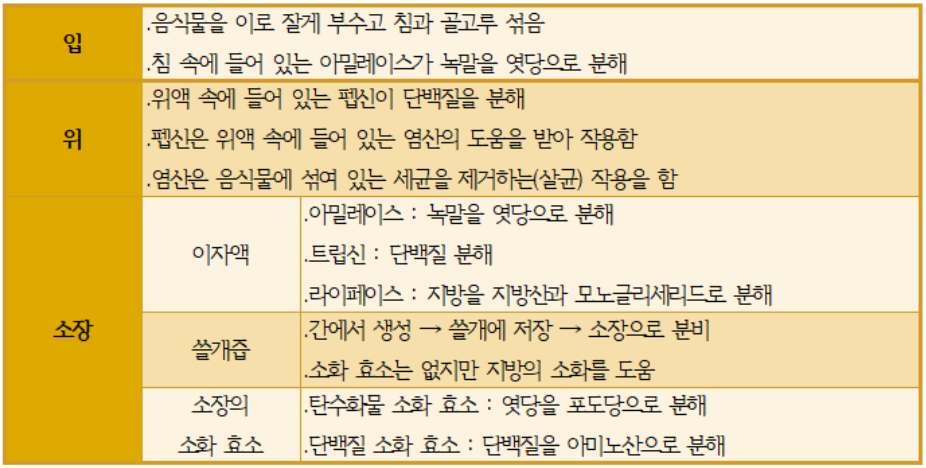 입
.음식물을 이로 잘게 부수고 침과 골고루 섞음
.침 속에 들어 있는 아밀레이스가 녹말을 엿당으로 분해
위
.위액 속에 들어 있는 펩신이 단백질을 분해
.펩신은 위액 속에 들어 있는 염산의 도움을 받아 작용함
.염산은 음식물에 섞여 있는 세균을 제거하는(살균) 작용을 함
소장
이자액
.아밀레이스 : 녹말을 엿당으로 분해
.트립신 : 단백질 분해
.라이페이스 : 지방을 지방산과 모노글리세리드로 분해
쓸개즙
.간에서 생성 → 쓸개에 저장 → 소장으로 분비
.소화 효소는 없지만 지방의 소화를 도움
소장의
소화 효소
.탄수화물 소화 효소 : 엿당을 포도당으로 분해
.단백질 소화 효소 : 단백질을 아미노산으로 분해